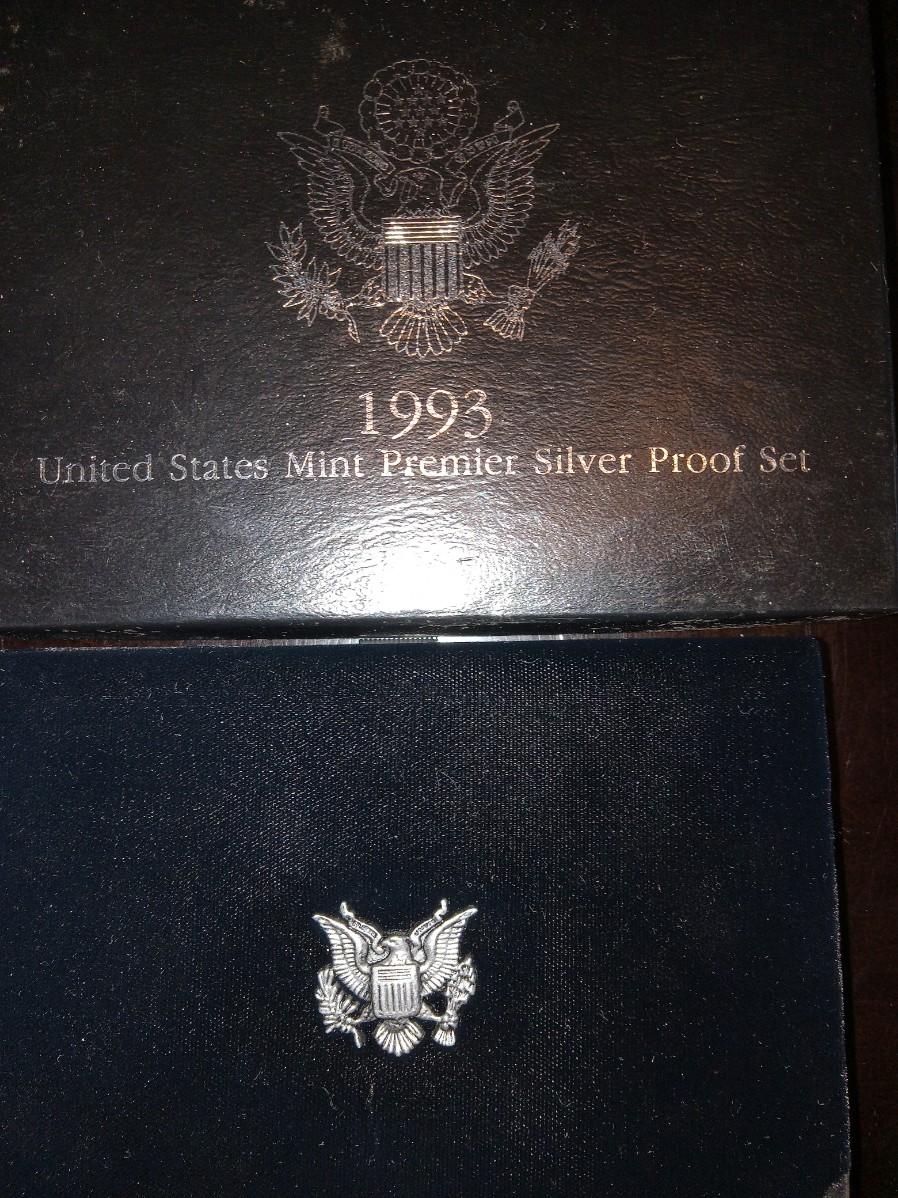 1993
United States Mint Premier Silver Proof Set